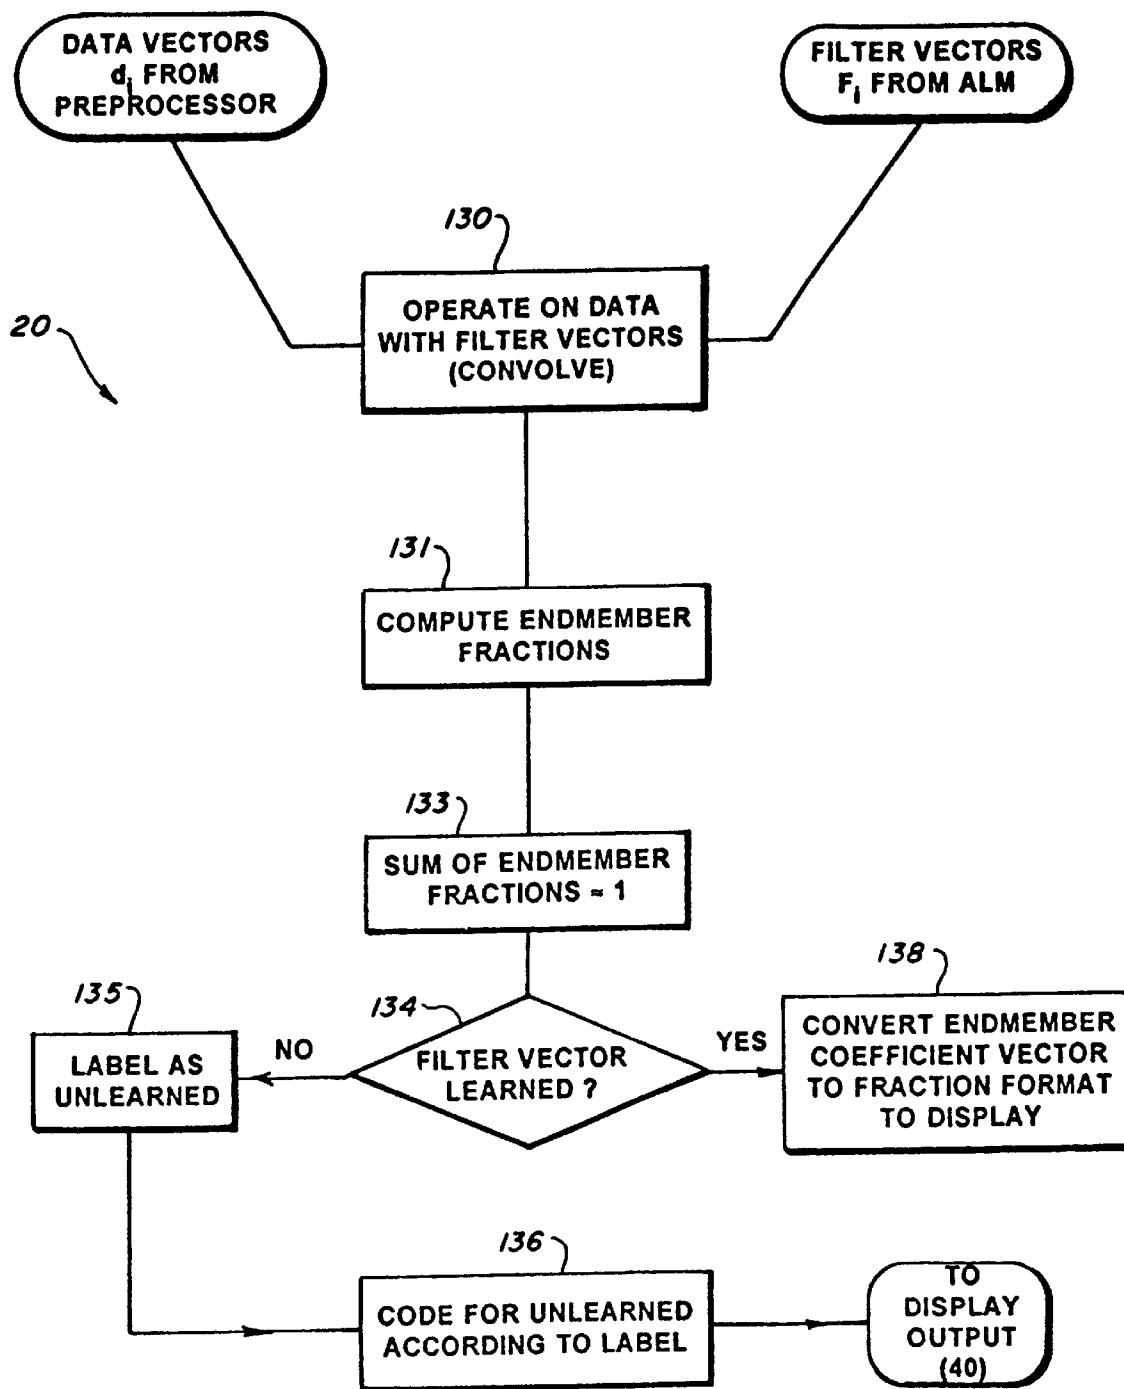 DATA VECTORS
di FROM
PREPROCESSOR
FILTER VECTORS
Fi FROM ALM
130
OPERATE ON DATA
WITH FILTER VECTORS
(CONVOLVE)
20
131
COMPUTE ENDMEMBER
FRACTIONS
133
SUM OF ENDMEMBER
FRACTIONS ≈ 1
135
LABEL AS
UNLEARNED
NO
134
FILTER VECTOR
LEARNED ?
YES
138
CONVERT ENDMEMBER
COEFFICIENT VECTOR
TO FRACTION FORMAT
TO DISPLAY
136
CODE FOR UNLEARNED
ACCORDING TO LABEL
TO
DISPLAY
OUTPUT
(40)